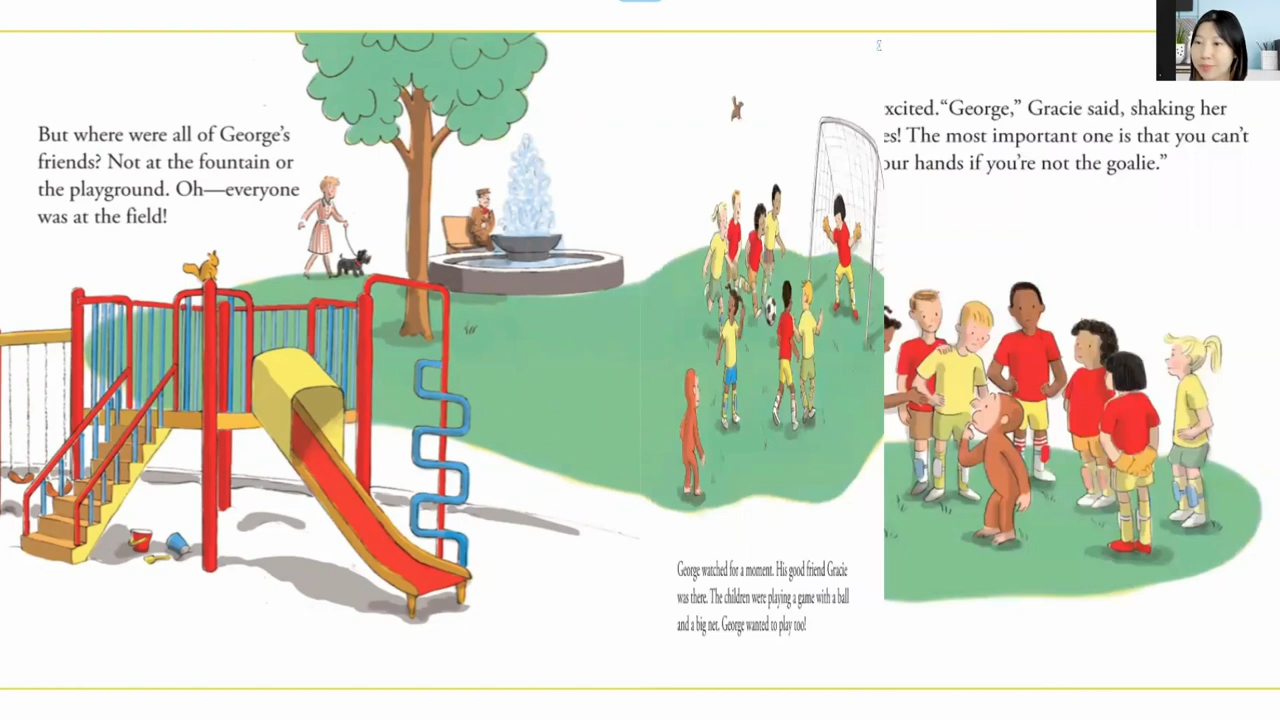 But where were all of George's
friends? Not at the fountain or
the playground. Oh—everyone
was at the field!
George watched for a moment. His good friend Gracie
was there. The children were playing a game with a ball
and a big net. George wanted to play too!
xcited. “George,” Gracie said, shaking her
es! The most important one is that you can't
our hands if you're not the goalie.”